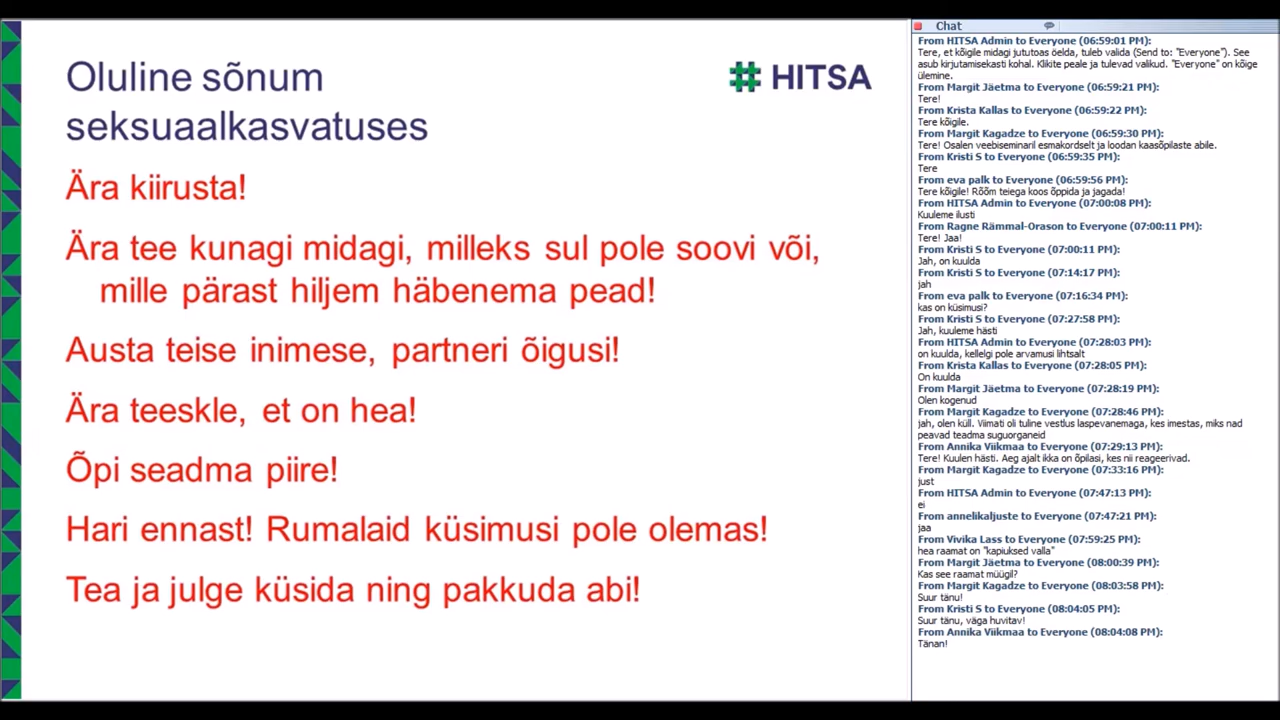 Oluline sõnum
seksuaalkasvatuses
HITSA
Ära kiirusta!
Ära tee kunagi midagi, milleks sul pole soovi või,
mille pärast hiljem häbenema pead!
Austa teise inimese, partneri õigusi!
Ära teeskle, et on hea!
Õpi seadma piire!
Hari ennast! Rumalaid küsimusi pole olemas!
Tea ja julge küsida ning pakkuda abi!
Chat
From HITSA Admin to Everyone (06:59:01 PM):
Tere, et kõigile midagi jututoas öelda, tuleb valida (Send to: "Everyone"). See
asub kirjutamisekasti kohal. Klikite peale ja tulevad valikud. "Everyone" on kõige
ülemine.
From Margit Jäetma to Everyone (06:59:21 PM):
Tere!
From Krista Kallas to Everyone (06:59:22 PM):
Tere kõigile.
From Margit Kagadze to Everyone (06:59:30 PM):
Tere! Osalen veebiseminaril esmakordselt ja loodan kaasõpilaste abile.
From Kristi S to Everyone (06:59:35 PM):
Tere
From eva palk to Everyone (06:59:56 PM):
Tere kõigile! Rõõm teiega koos õppida ja jagada!
From HITSA Admin to Everyone (07:00:08 PM):
Kuuleme ilusti
From Ragne Rämmal-Orason to Everyone (07:00:11 PM):
Tere! Jaa!
From Kristi S to Everyone (07:00:11 PM):
Jah, on kuulda
From Kristi S to Everyone (07:14:17 PM):
jah
From eva palk to Everyone (07:16:34 PM):
kas on küsimusi?
From Kristi S to Everyone (07:27:58 PM):
Jah, kuuleme hästi
From HITSA Admin to Everyone (07:28:03 PM):
on kuulda, kellelgi pole arvamusi lihtsalt
From Krista Kallas to Everyone (07:28:05 PM):
On kuulda
From Margit Jäetma to Everyone (07:28:19 PM):
Olen kogenud
From Margit Kagadze to Everyone (07:28:46 PM):
jah, olen küll. Viimati oli tuline vestlus laspevanemaga, kes imestas, miks nad
peavad teadma suguorganeid
From Annika Viikmaa to Everyone (07:29:13 PM):
Tere! Kuulen hästi. Aeg ajalt ikka on õpilasi, kes nii reageerivad.
From Margit Kagadze to Everyone (07:33:16 PM):
just
From HITSA Admin to Everyone (07:47:13 PM):
ei
From annelikaljuste to Everyone (07:47:21 PM):
jaa
From Vivika Lass to Everyone (07:59:25 PM):
hea raamat on "kapiuksed valla"
From Margit Jäetma to Everyone (08:00:39 PM):
Kas see raamat müügil?
From Margit Kagadze to Everyone (08:03:58 PM):
Suur tänu!
From Kristi S to Everyone (08:04:05 PM):
Suur tänu, väga huvitav!
From Annika Viikmaa to Everyone (08:04:08 PM):
Tänan!